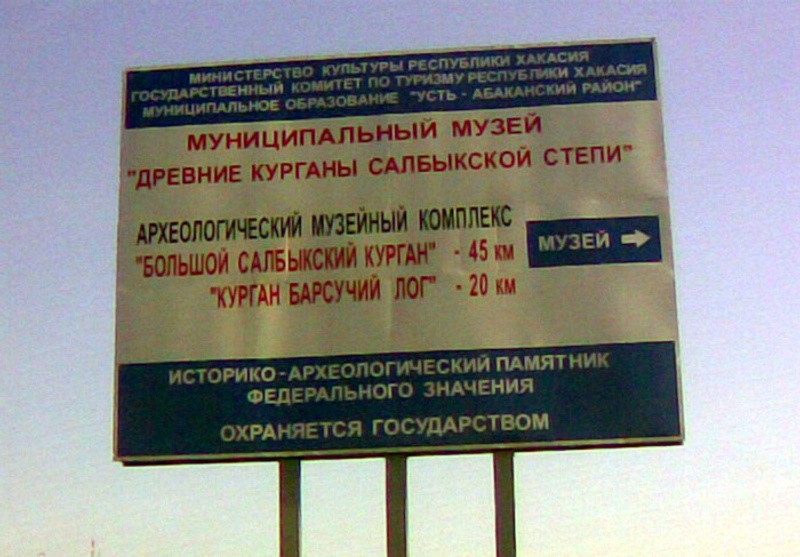 МИНИСТЕРСТВО КУЛЬТУРЫ РЕСПУБЛИКИ ХАКАСИЯ
ГОСУДАРСТВЕННЫЙ КОМИТЕТ ПО ТУРИЗМУ РЕСПУБЛИКИ ХАКАСИЯ
МУНИЦИПАЛЬНОЕ ОБРАЗОВАНИЕ "УСТЬ - АБАКАНСКИЙ РАЙОН"
МУНИЦИПАЛЬНЫЙ МУЗЕЙ
"ДРЕВНИЕ КУРГАНЫ САЛБЫКСКОЙ СТЕПИ"
АРХЕОЛОГИЧЕСКИЙ МУЗЕЙНЫЙ КОМПЛЕКС
"БОЛЬШОЙ САЛБЫКСКИЙ КУРГАН" - 45 км
"КУРГАН БАРСУЧИЙ ЛОГ" - 20 км
МУЗЕЙ →
ИСТОРИКО-АРХЕОЛОГИЧЕСКИЙ ПАМЯТНИК
ФЕДЕРАЛЬНОГО ЗНАЧЕНИЯ
ОХРАНЯЕТСЯ ГОСУДАРСТВОМ